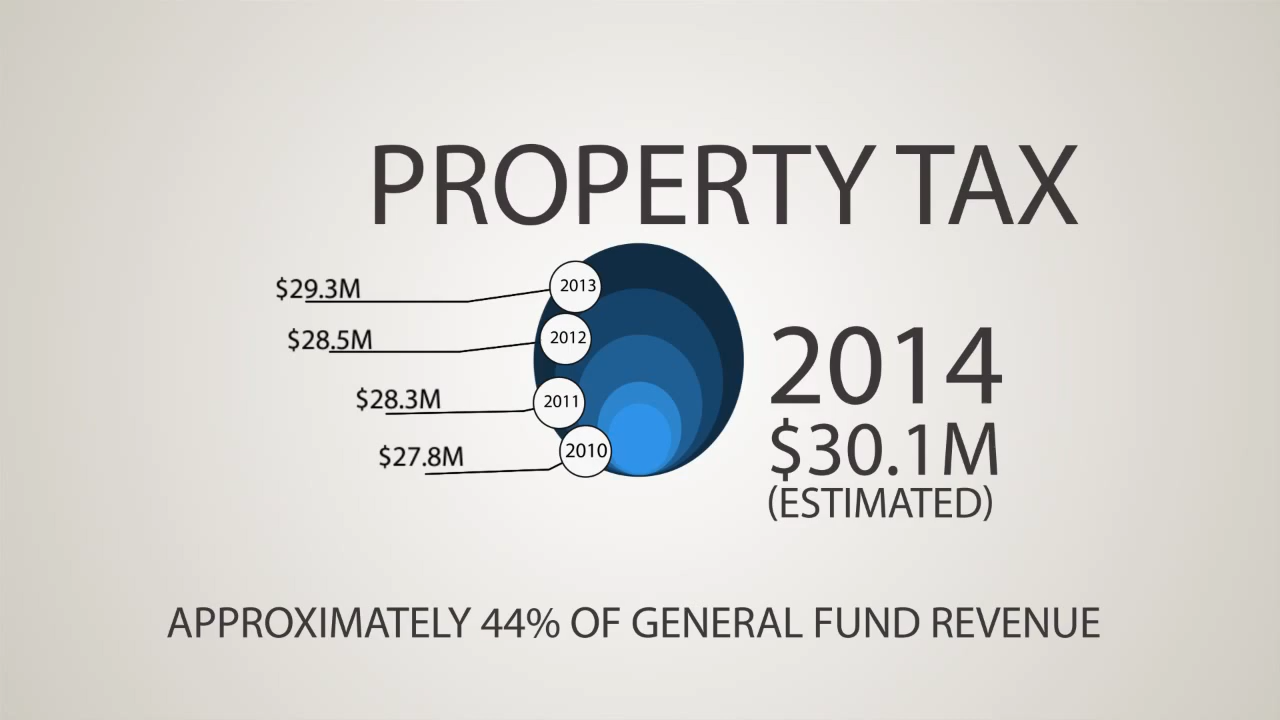 PROPERTY TAX
$29.3M 2013
$28.5M 2012
$28.3M 2011
$27.8M 2010
2014
$30.1M
(ESTIMATED)
APPROXIMATELY 44% OF GENERAL FUND REVENUE